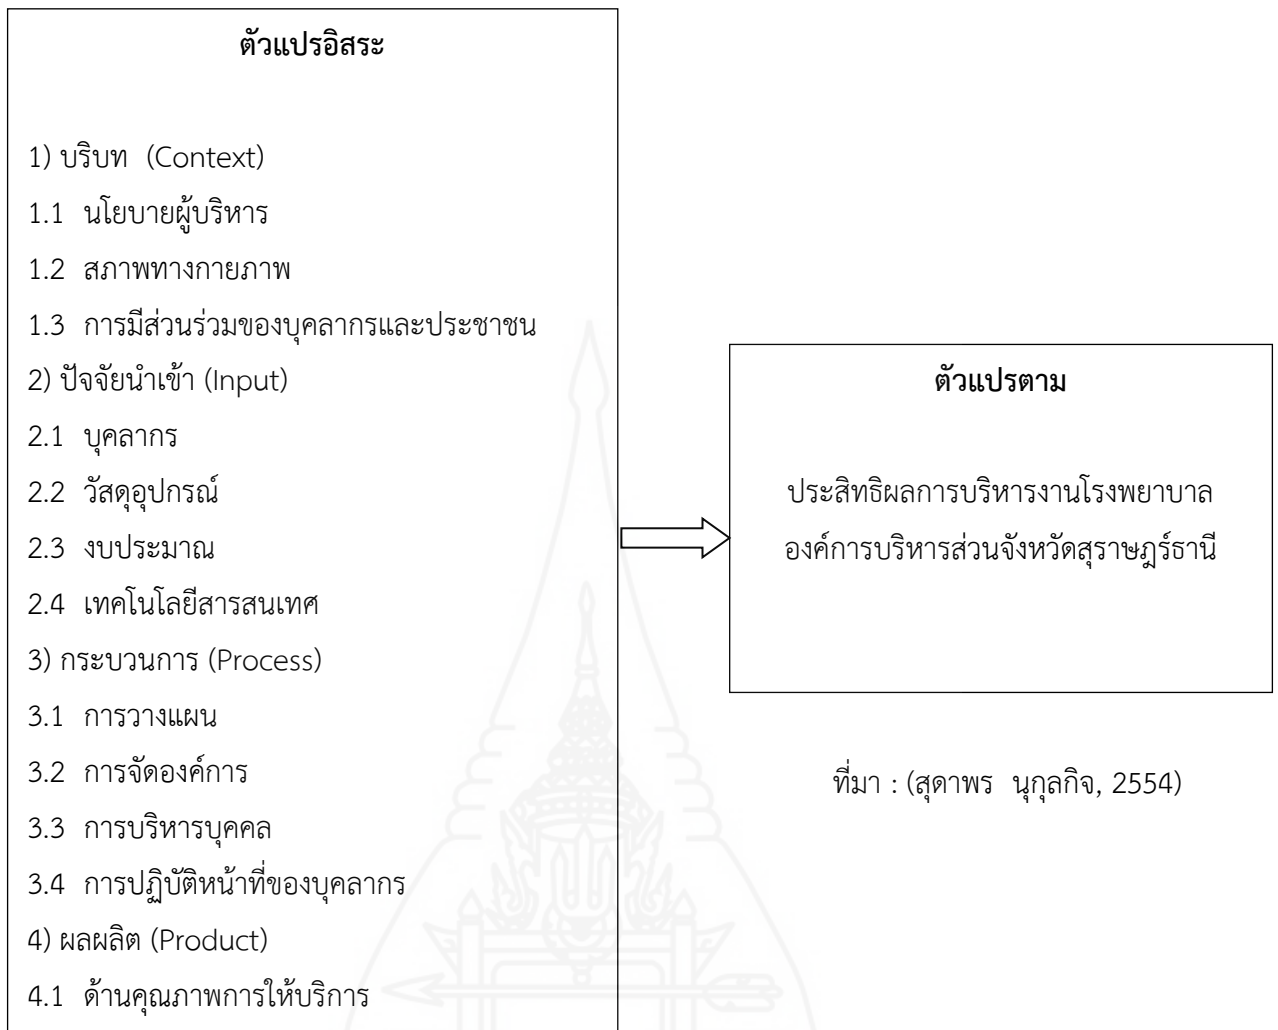 ตัวแปรอิสระ
1) บริบท (Context)
1.1 นโยบายผู้บริหาร
1.2 สภาพทางกายภาพ
1.3 การมีส่วนร่วมของบุคลากรและประชาชน
2) ปัจจัยนำเข้า (Input)
2.1 บุคลากร
2.2 วัสดุอุปกรณ์
2.3 งบประมาณ
2.4 เทคโนโลยีสารสนเทศ
3) กระบวนการ (Process)
3.1 การวางแผน
3.2 การจัดองค์การ
3.3 การบริหารบุคคล
3.4 การปฏิบัติหน้าที่ของบุคลากร
4) ผลผลิต (Product)
4.1 ด้านคุณภาพการให้บริการ
ตัวแปรตาม
ประสิทธิผลการบริหารงานโรงพยาบาล
องค์การบริหารส่วนจังหวัดสุราษฎร์ธานี
ที่มา : (สุดาพร นุกุลกิจ, 2554)